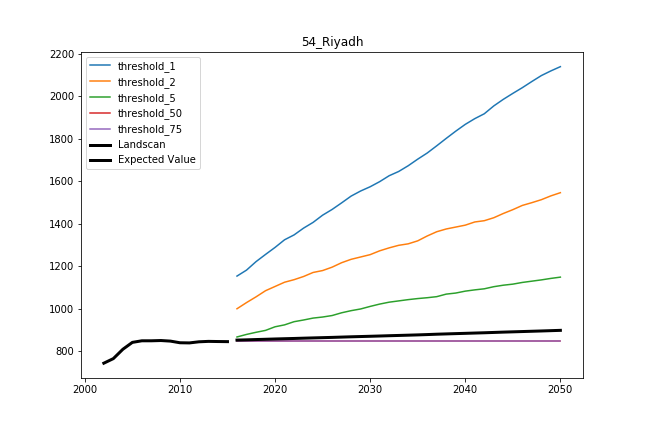 54_Riyadh
2200
2000
1800
1600
1400
1200
1000
800
threshold_1
threshold_2
threshold_5
threshold_50
threshold_75
Landscan
Expected Value
2000
2010
2020
2030
2040
2050